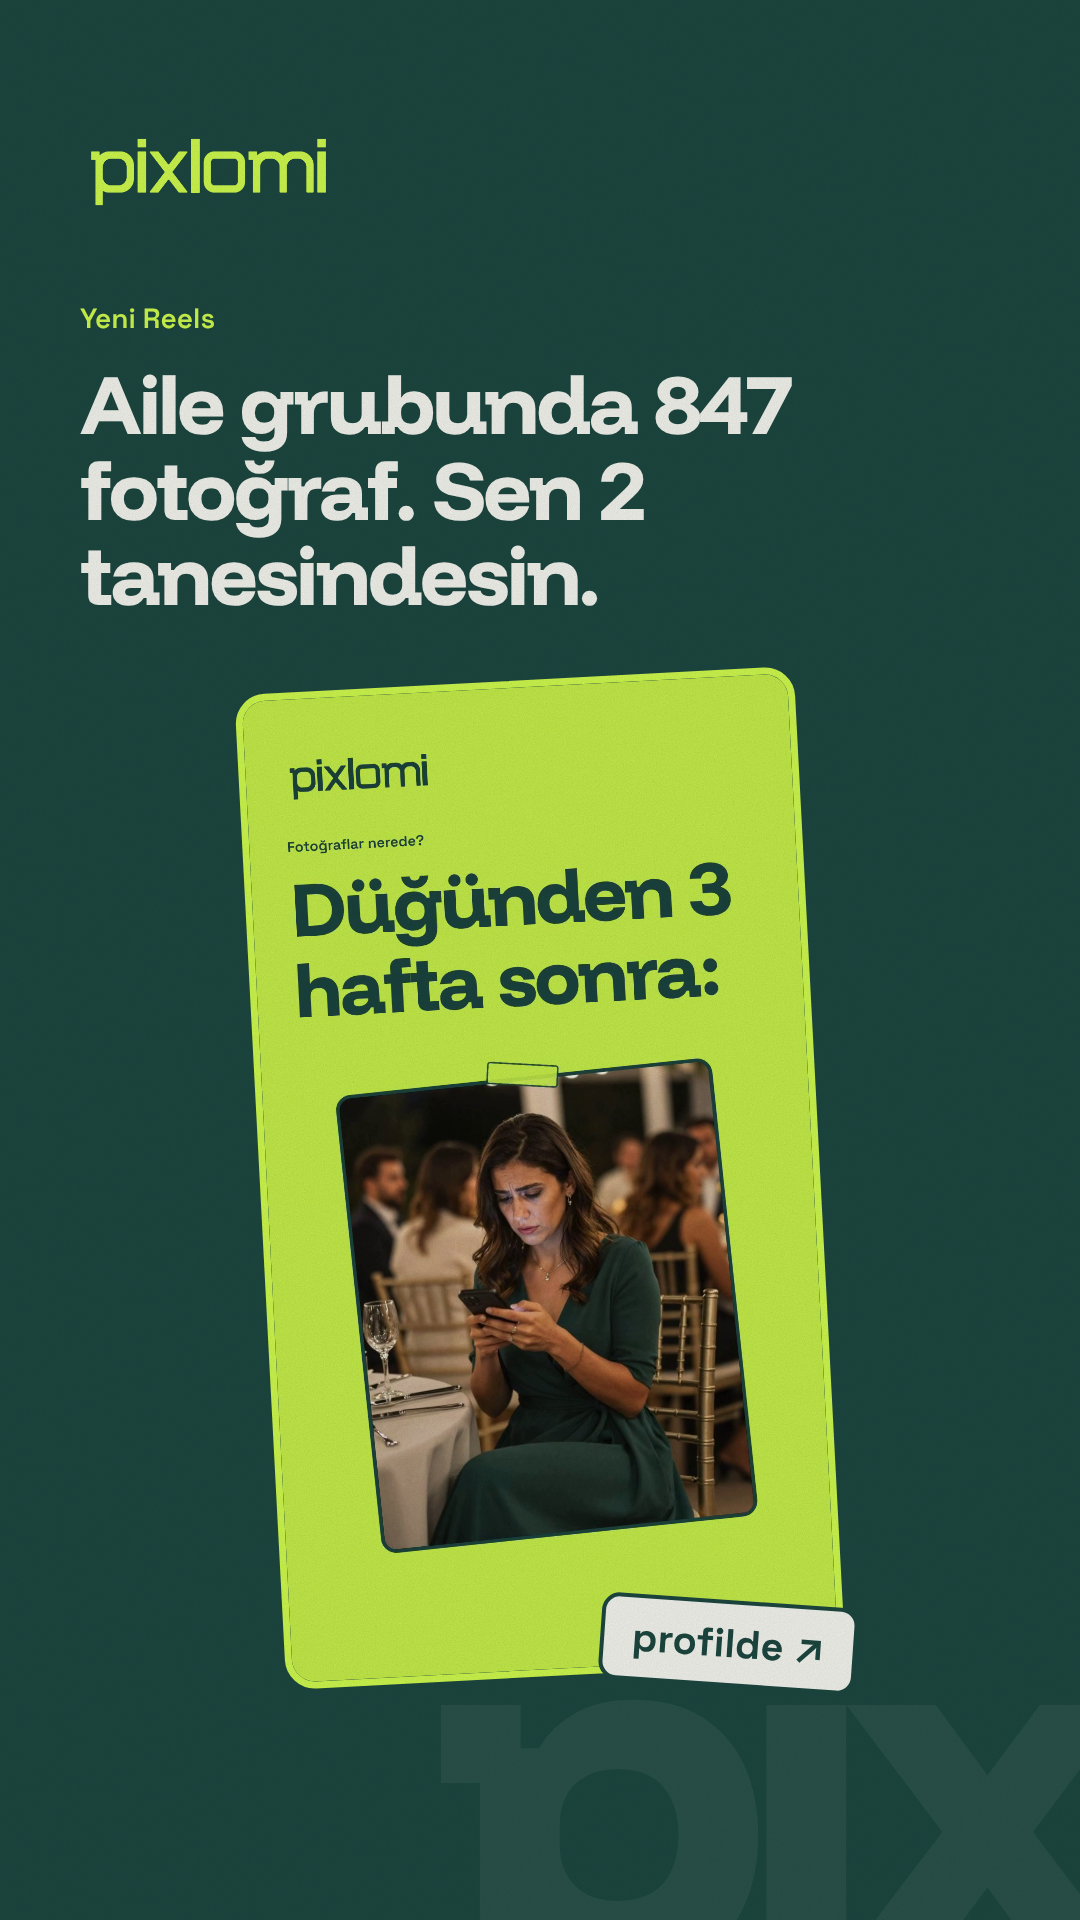 pixlomi
Yeni Reels
Aile grubunda 847
fotoğraf. Sen 2
tanesindesin.
pixlomi
Fotoğraflar nerede?
Düğünden 3
hafta sonra:
profilde ↗
pix